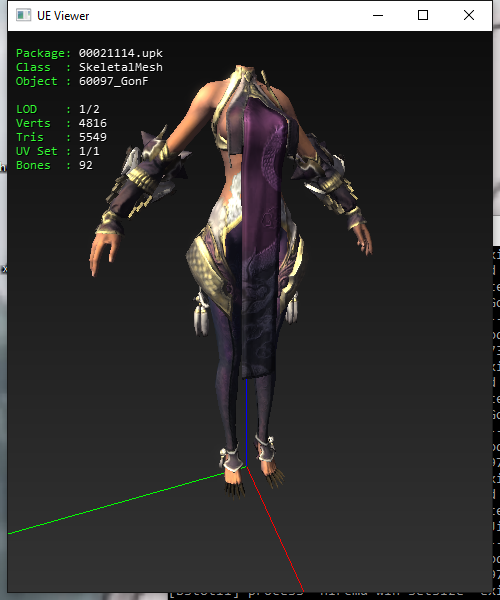 UE Viewer
Package: 00021114.upk
Class : SkeletalMesh
Object : 60097_GonF
LOD : 1/2
Verts : 4816
Tris : 5549
UV Set : 1/1
Bones : 92